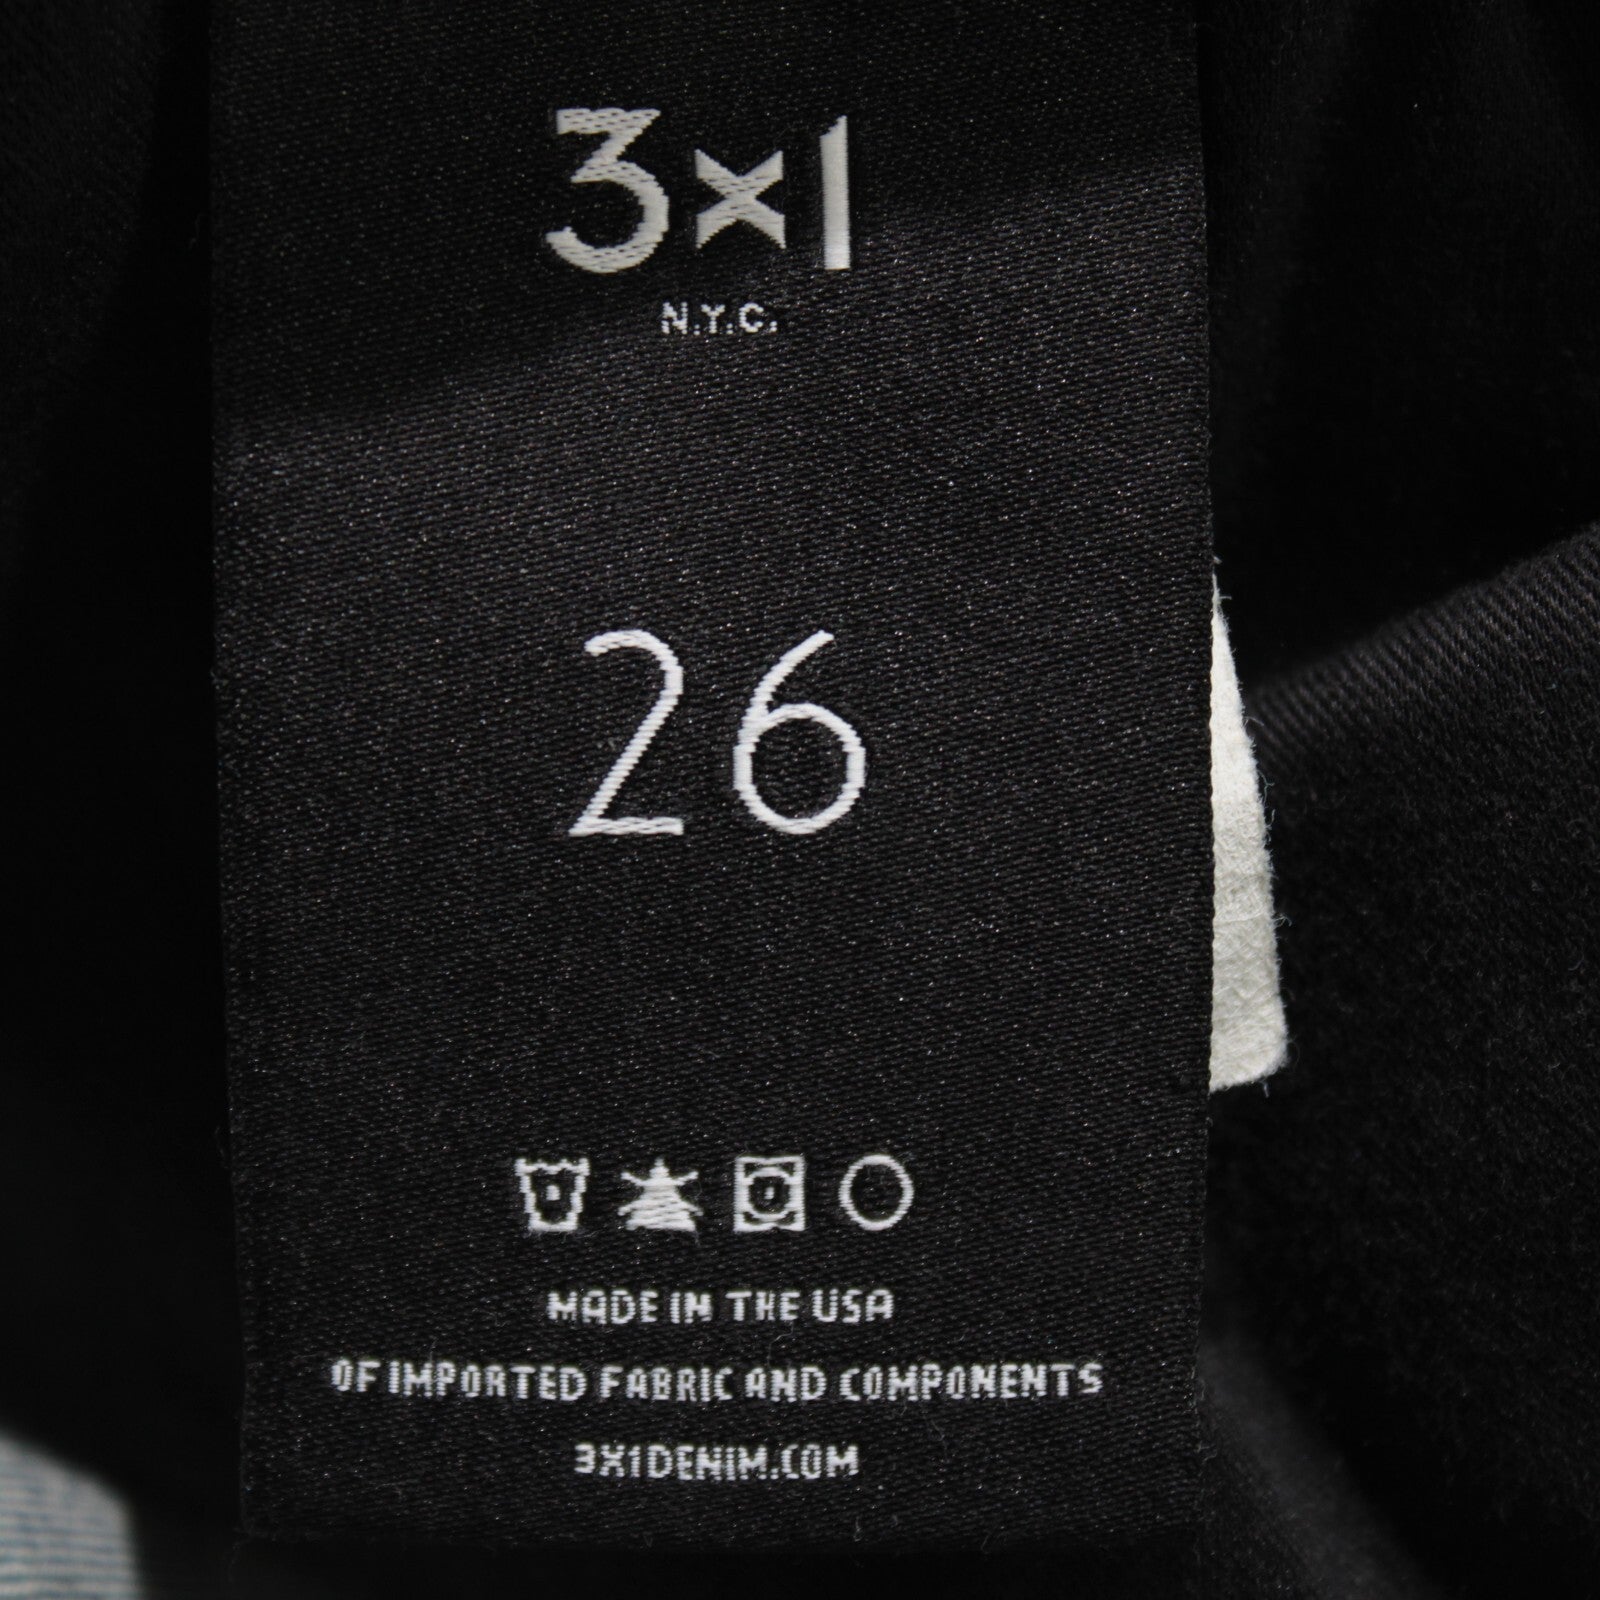 3x1
N.Y.C.
26
MADE IN THE USA
OF IMPORTED FABRIC AND COMPONENTS
3X1DENIM.COM